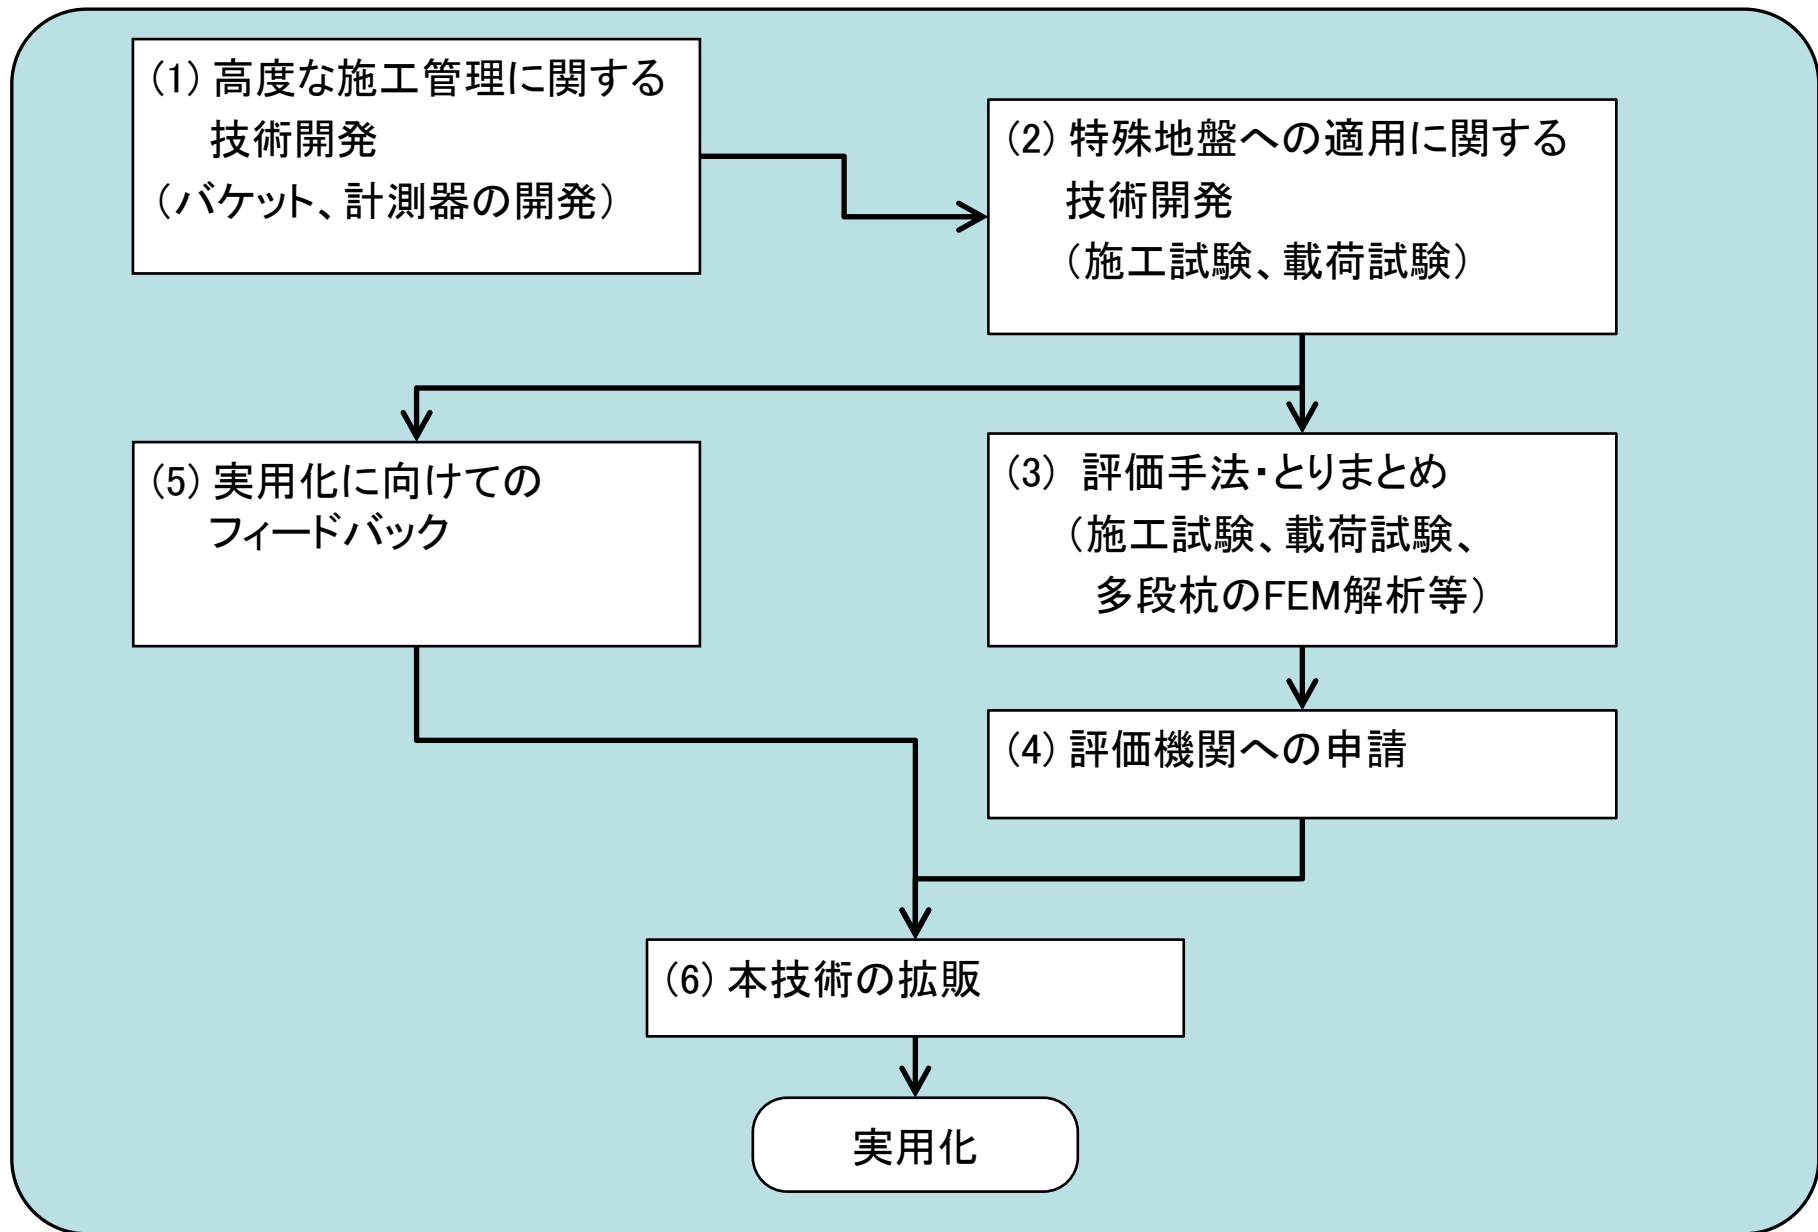 (1) 高度な施工管理に関する
技術開発
(バケット、計測器の開発)
(2) 特殊地盤への適用に関する
技術開発
(施工試験、載荷試験)
(5) 実用化に向けての
フィードバック
(3) 評価手法・とりまとめ
(施工試験、載荷試験、
多段杭のFEM解析等)
(4) 評価機関への申請
(6) 本技術の拡販
実用化